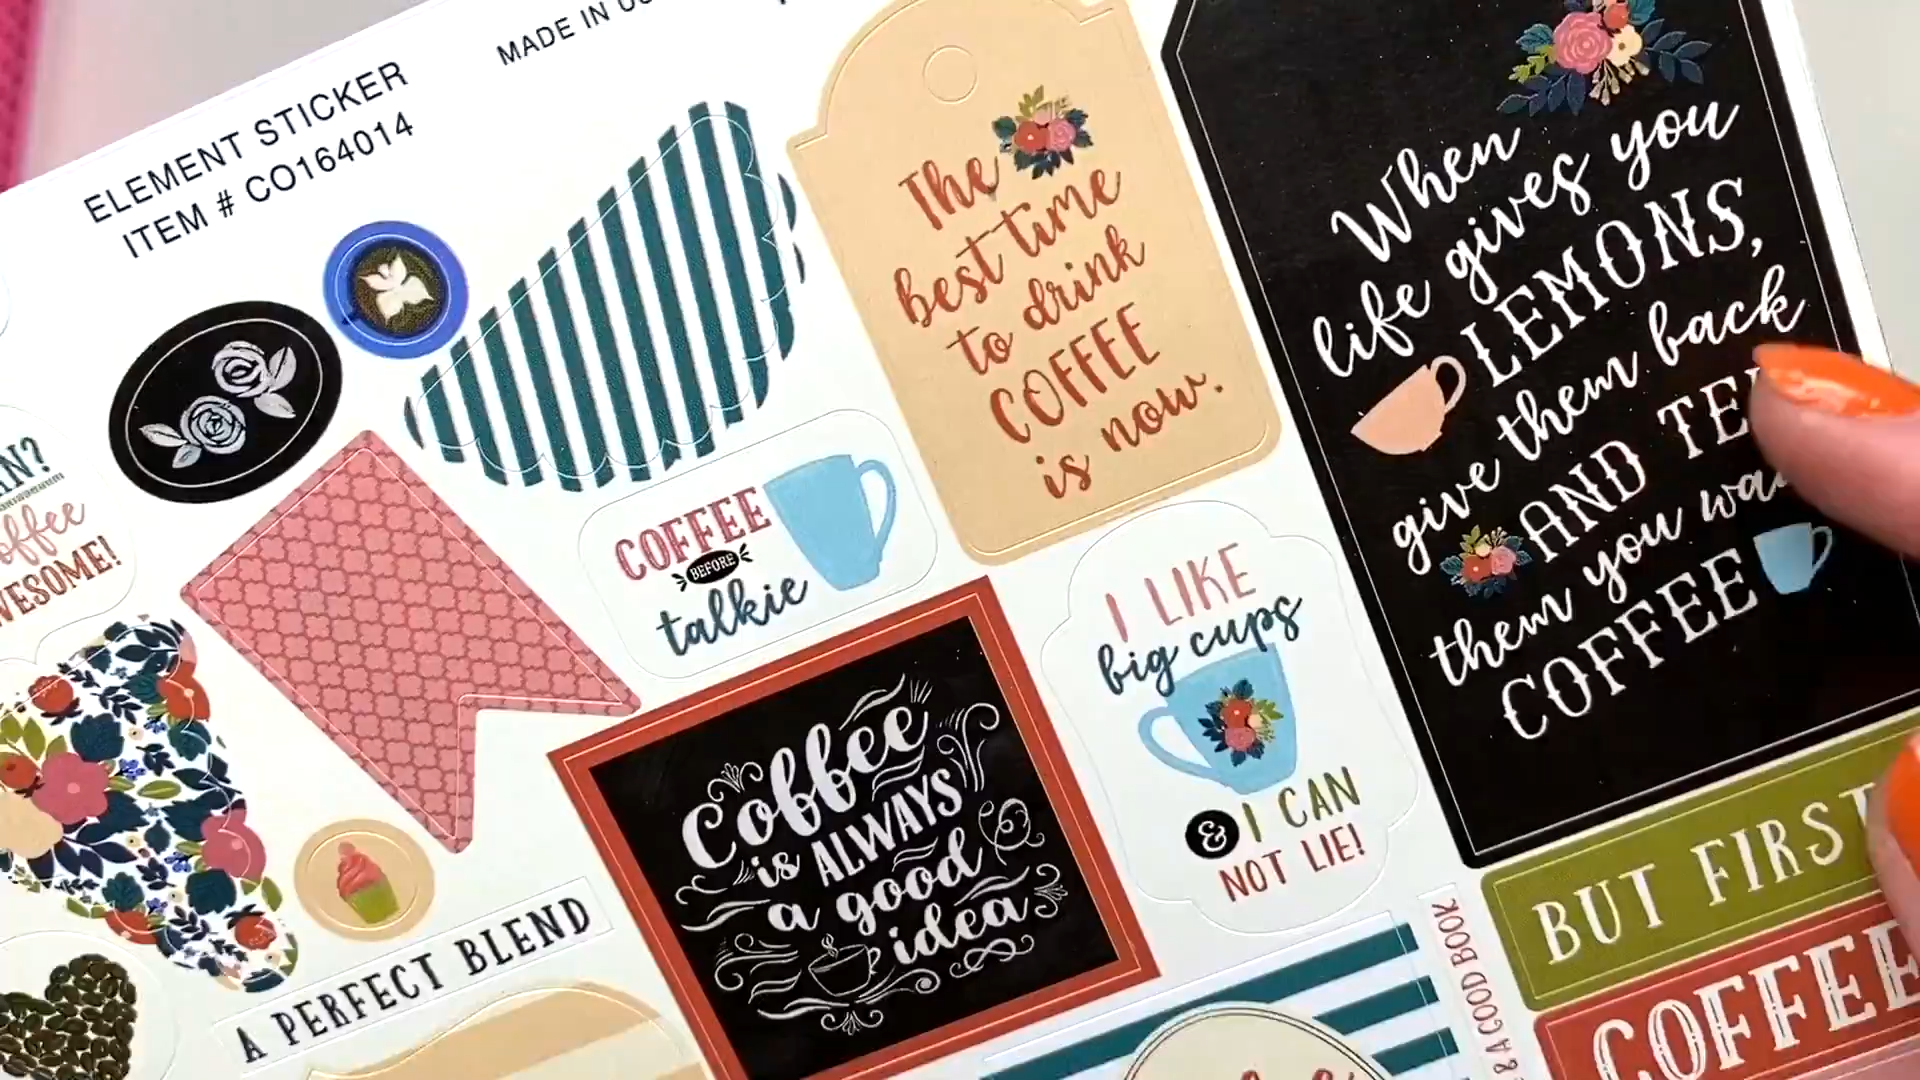 ELEMENT STICKER
ITEM # CO164014
MADE IN
The
best time
to drink
COFFEE
is now.
When
life gives you
LEMONS,
give them back
AND
them you
COFFEE
COFFEE
BEFORE
talkie
I LIKE
big cups
& I CAN
NOT LIE!
Coffee
is ALWAYS
a good
idea
A PERFECT BLEND
BUT FIRST
COFFEE
& A GOOD BOOK